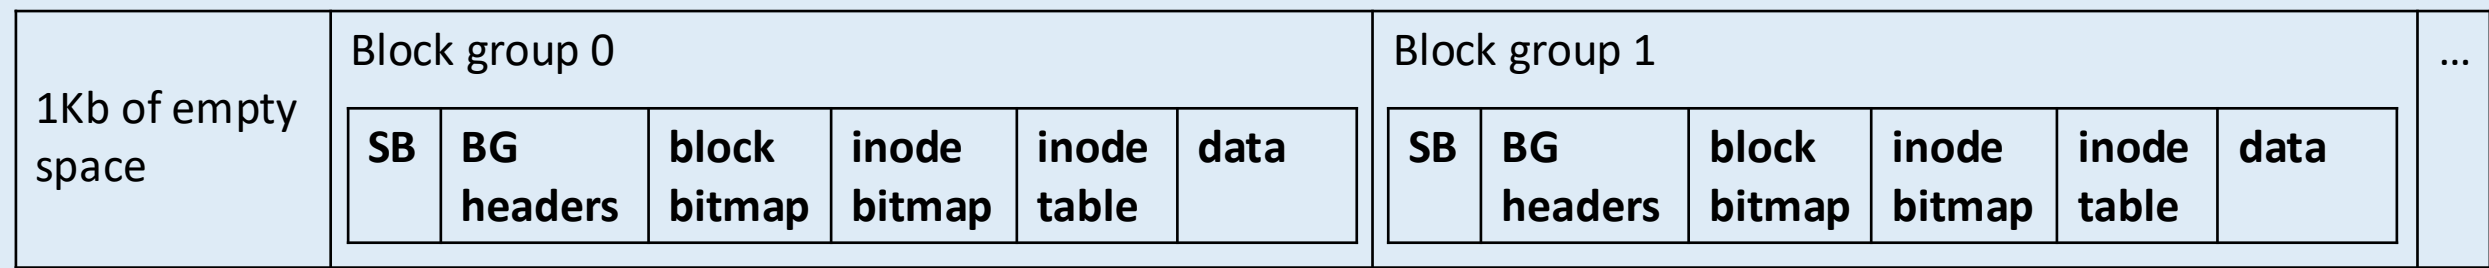 1Kb of empty
space
Block group 0
SB
BG
headers
block
bitmap
inode
bitmap
inode
table
data
Block group 1
SB
BG
headers
block
bitmap
inode
bitmap
inode
table
data
...